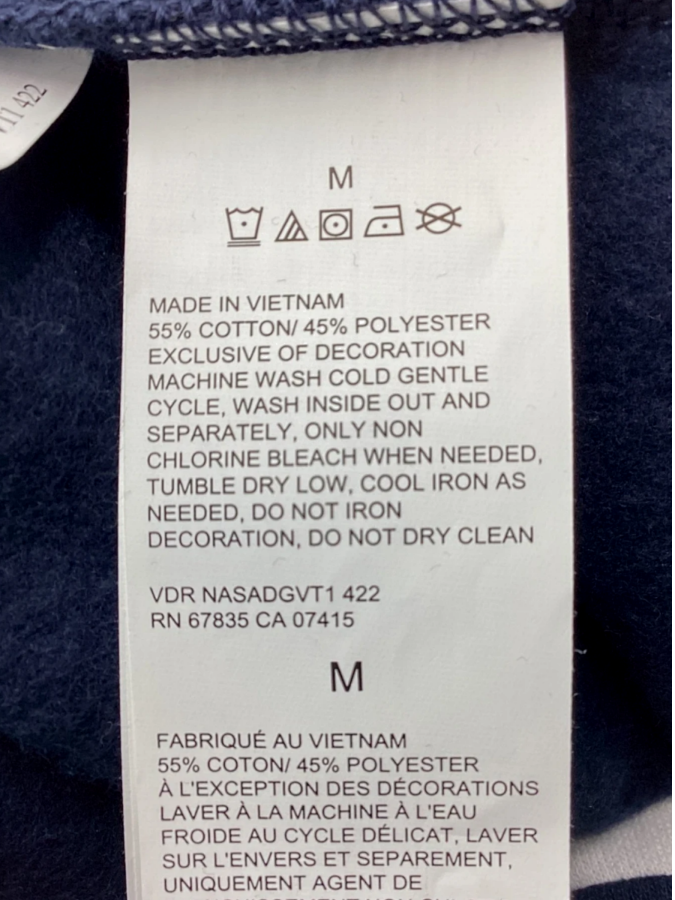 422
M
MADE IN VIETNAM
55% COTTON/ 45% POLYESTER
EXCLUSIVE OF DECORATION
MACHINE WASH COLD GENTLE
CYCLE, WASH INSIDE OUT AND
SEPARATELY, ONLY NON
CHLORINE BLEACH WHEN NEEDED,
TUMBLE DRY LOW, COOL IRON AS
NEEDED, DO NOT IRON
DECORATION, DO NOT DRY CLEAN
VDR NASADGVT1 422
RN 67835 CA 07415
M
FABRIQUÉ AU VIETNAM
55% COTON/ 45% POLYESTER
À L'EXCEPTION DES DÉCORATIONS
LAVER À LA MACHINE À L'EAU
FROIDE AU CYCLE DÉLICAT, LAVER
SUR L'ENVERS ET SEPAREMENT,
UNIQUEMENT AGENT DE